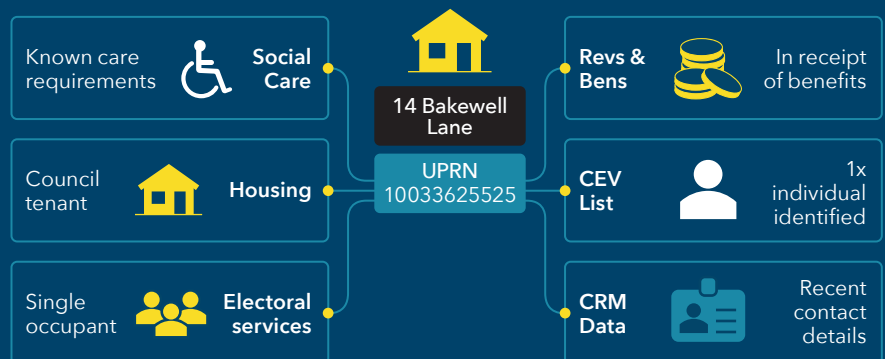 Known care
requirements
Social
Care
Council
tenant
Housing
Single
occupant
Electoral
services
14 Bakewell
Lane
UPRN
10033625525
Revs &
Bens
In receipt
of benefits
CEV
List
1x
individual
identified
CRM
Data
Recent
contact
details